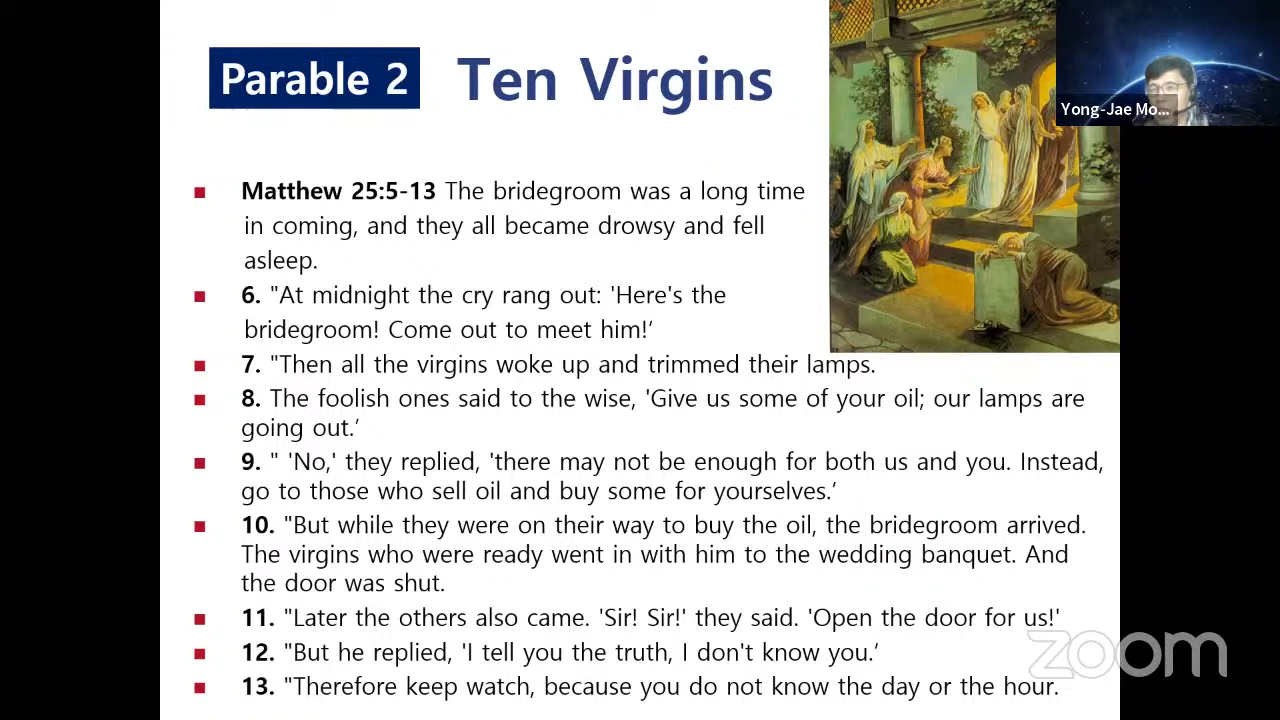 Parable 2 Ten Virgins
Yong-Jae Mo...
■ Matthew 25:5-13 The bridegroom was a long time
in coming, and they all became drowsy and fell
asleep.
■ 6. "At midnight the cry rang out: 'Here's the
bridegroom! Come out to meet him!’
■ 7. "Then all the virgins woke up and trimmed their lamps.
■ 8. The foolish ones said to the wise, 'Give us some of your oil; our lamps are
going out.’
■ 9. " 'No,' they replied, 'there may not be enough for both us and you. Instead,
go to those who sell oil and buy some for yourselves.’
■ 10. "But while they were on their way to buy the oil, the bridegroom arrived.
The virgins who were ready went in with him to the wedding banquet. And
the door was shut.
■ 11. "Later the others also came. 'Sir! Sir!' they said. 'Open the door for us!'
■ 12. "But he replied, 'I tell you the truth, I don't know you.’
■ 13. "Therefore keep watch, because you do not know the day or the hour.
zoom